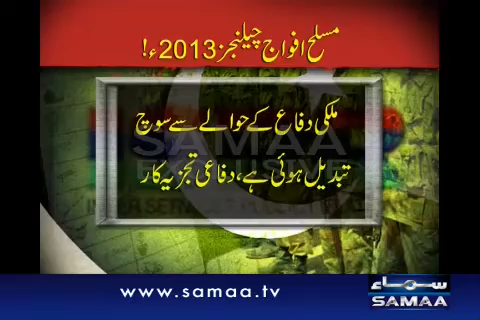 مسلح افواج چیلنجز 2013ء!
ملکی دفاع کے حوالے سے سوچ
تبدیل ہوئی ہے، دفاعی تجزیہ کار
SAMAA
www.samaa.tv
سماء
SAMAA